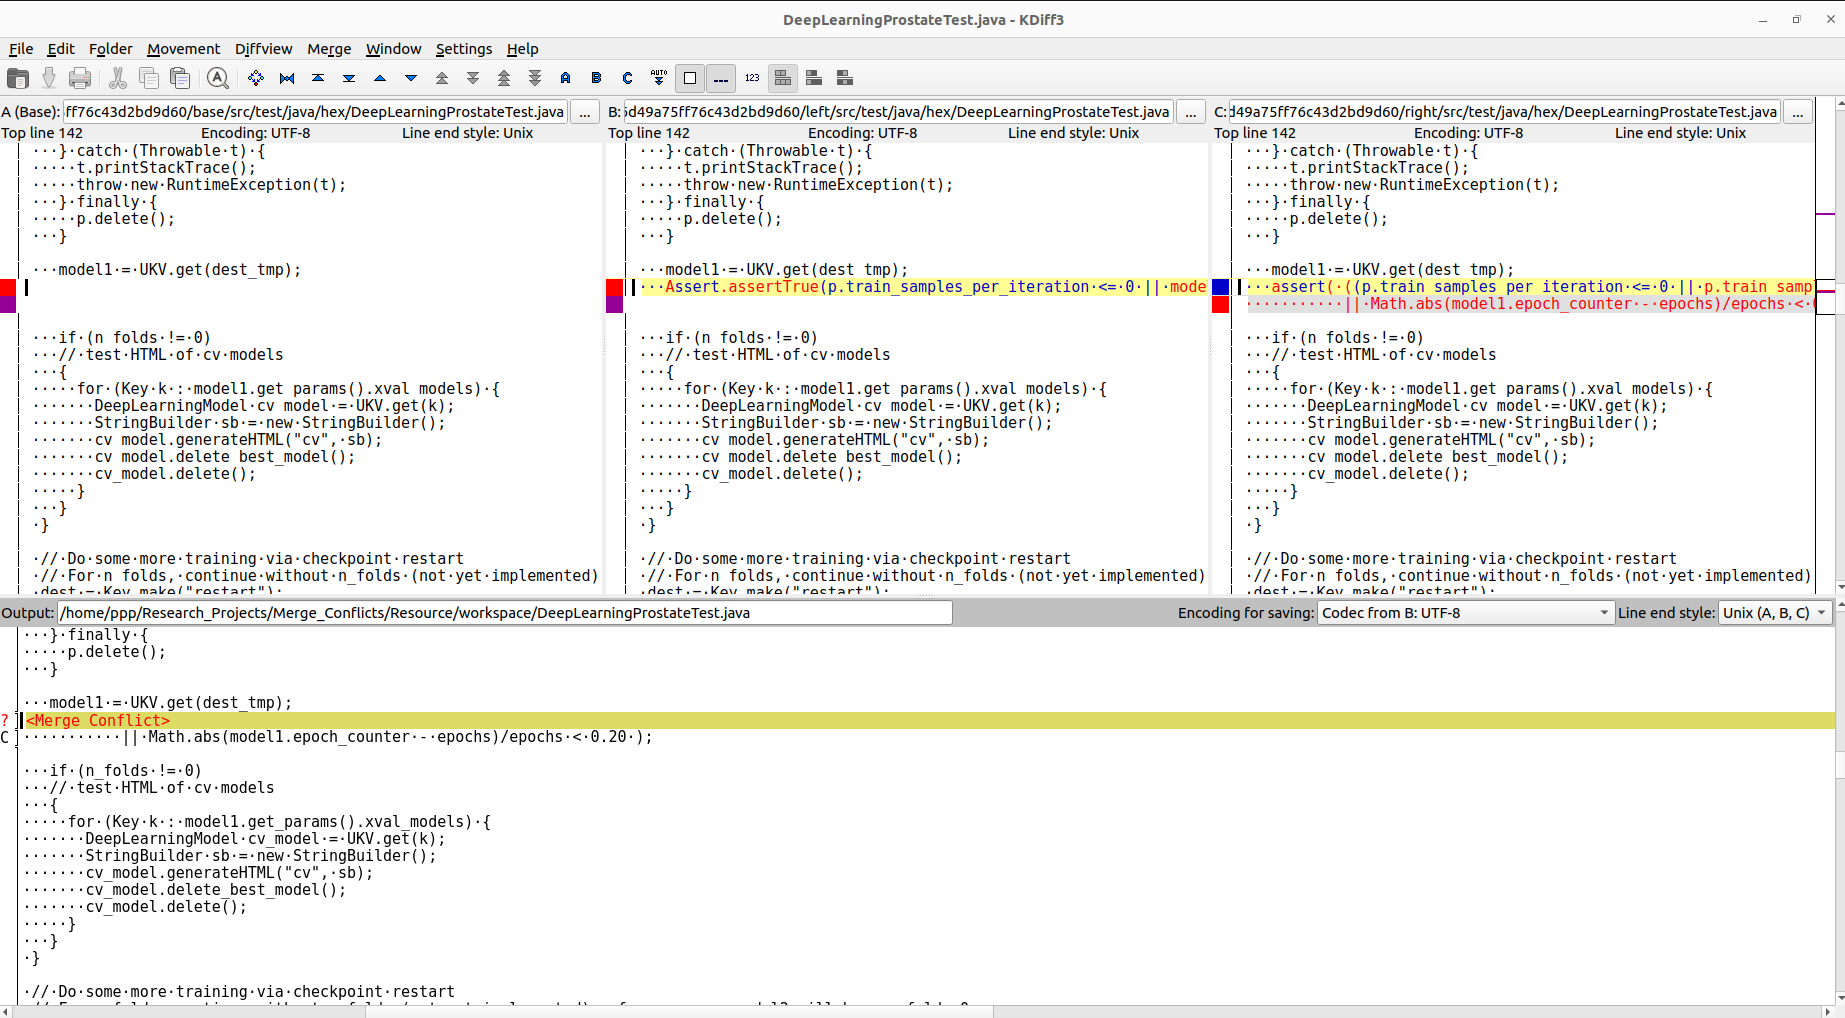 DeepLearningProstateTest.java - KDiff3
File Edit Folder Movement Diffview Merge Window Settings Help
A B C AUTO 123
A (Base): ff76c43d2bd9d60/base/src/test/java/hex/DeepLearningProstateTest.java ...
Top line 142 Encoding: UTF-8 Line end style: Unix
···}·catch·(Throwable·t)·{
·····t.printStackTrace();
·····throw·new·RuntimeException(t);
···}·finally·{
·····p.delete();
···}
···model1·=·UKV.get(dest_tmp);
···if·(n_folds·!=·0)
···//·test·HTML·of·cv·models
···{
·····for·(Key·k·:·model1.get_params().xval_models)·{
·······DeepLearningModel·cv_model·=·UKV.get(k);
·······StringBuilder·sb·=·new·StringBuilder();
·······cv_model.generateHTML("cv",·sb);
·······cv_model.delete_best_model();
·······cv_model.delete();
·····}
···}
·}
·//·Do·some·more·training·via·checkpoint·restart
·//·For·n_folds,·continue·without·n_folds·(not·yet·implemented)
·dest·=·Key.make("restart");
B: d49a75ff76c43d2bd9d60/left/src/test/java/hex/DeepLearningProstateTest.java ...
Top line 142 Encoding: UTF-8 Line end style: Unix
···}·catch·(Throwable·t)·{
·····t.printStackTrace();
·····throw·new·RuntimeException(t);
···}·finally·{
·····p.delete();
···}
···model1·=·UKV.get(dest_tmp);
···Assert.assertTrue(p.train_samples_per_iteration·<=·0·||·mode
···if·(n_folds·!=·0)
···//·test·HTML·of·cv·models
···{
·····for·(Key·k·:·model1.get_params().xval_models)·{
·······DeepLearningModel·cv_model·=·UKV.get(k);
·······StringBuilder·sb·=·new·StringBuilder();
·······cv_model.generateHTML("cv",·sb);
·······cv_model.delete_best_model();
·······cv_model.delete();
·····}
···}
·}
·//·Do·some·more·training·via·checkpoint·restart
·//·For·n_folds,·continue·without·n_folds·(not·yet·implemented)
·dest·=·Key.make("restart");
C: d49a75ff76c43d2bd9d60/right/src/test/java/hex/DeepLearningProstateTest.java ...
Top line 142 Encoding: UTF-8 Line end style: Unix
···}·catch·(Throwable·t)·{
·····t.printStackTrace();
·····throw·new·RuntimeException(t);
···}·finally·{
·····p.delete();
···}
···model1·=·UKV.get(dest_tmp);
···assert(·((p.train_samples_per_iteration·<=·0·||·p.train_samp
···········||·Math.abs(model1.epoch_counter·-·epochs)/epochs·<·
···if·(n_folds·!=·0)
···//·test·HTML·of·cv·models
···{
·····for·(Key·k·:·model1.get_params().xval_models)·{
·······DeepLearningModel·cv_model·=·UKV.get(k);
·······StringBuilder·sb·=·new·StringBuilder();
·······cv_model.generateHTML("cv",·sb);
·······cv_model.delete_best_model();
·······cv_model.delete();
·····}
···}
·}
·//·Do·some·more·training·via·checkpoint·restart
·//·For·n_folds,·continue·without·n_folds·(not·yet·implemented)
·dest·=·Key.make("restart");
Output: /home/ppp/Research_Projects/Merge_Conflicts/Resource/workspace/DeepLearningProstateTest.java Encoding for saving: Codec from B: UTF-8 Line end style: Unix (A, B, C)
···}·finally·{
·····p.delete();
···}
···model1·=·UKV.get(dest_tmp);
? <Merge Conflict>
C ···········||·Math.abs(model1.epoch_counter·-·epochs)/epochs·<·0.20·);
···if·(n_folds·!=·0)
···//·test·HTML·of·cv·models
···{
·····for·(Key·k·:·model1.get_params().xval_models)·{
·······DeepLearningModel·cv_model·=·UKV.get(k);
·······StringBuilder·sb·=·new·StringBuilder();
·······cv_model.generateHTML("cv",·sb);
·······cv_model.delete_best_model();
·······cv_model.delete();
·····}
···}
·}
·//·Do·some·more·training·via·checkpoint·restart